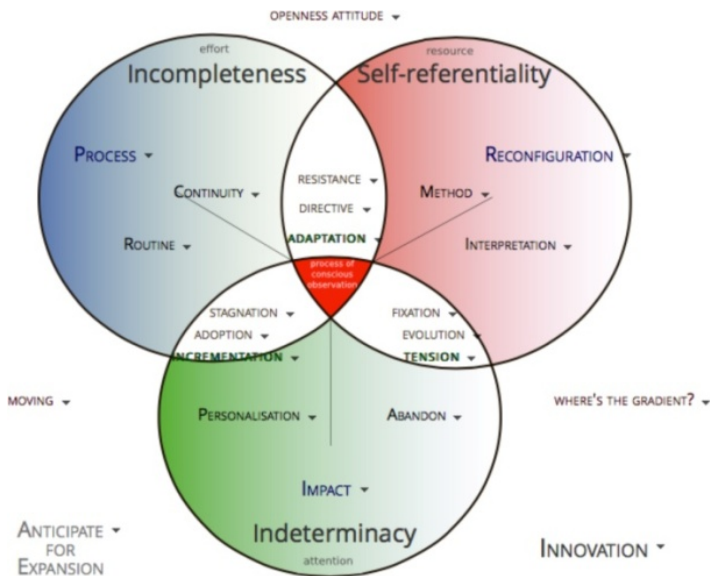 OPENNESS ATTITUDE
effort
resource
Incompleteness
Self-referentiality
PROCESS
RECONFIGURATION
RESISTANCE
CONTINUITY
METHOD
DIRECTIVE
ADAPTATION
ROUTINE
INTERPRETATION
process of
conscious
observation
STAGNATION
FIXATION
ADOPTION
EVOLUTION
INCREMENTATION
TENSION
MOVING
WHERE'S THE GRADIENT?
PERSONALISATION
ABANDON
IMPACT
Indeterminacy
attention
ANTICIPATE
FOR
EXPANSION
INNOVATION